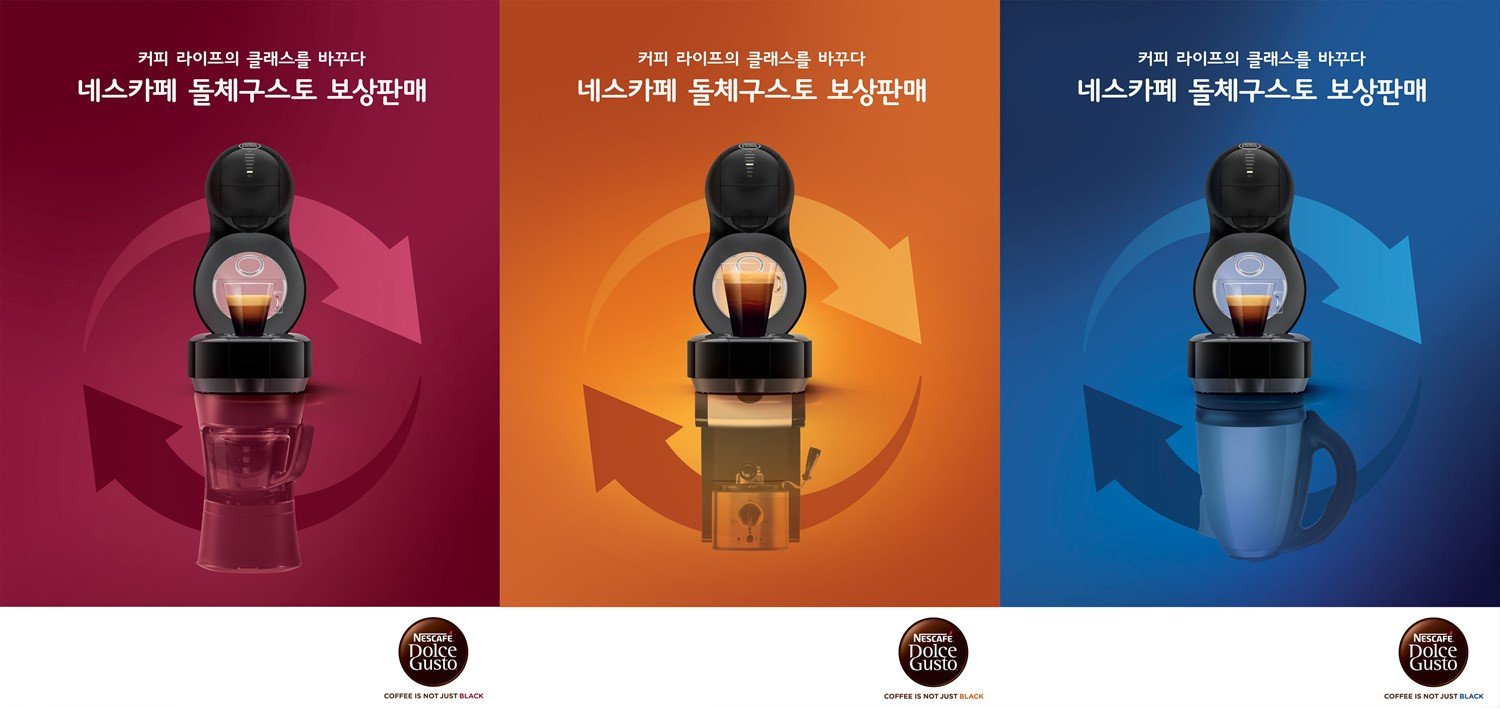 커피 라이프의 클래스를 바꾸다
네스카페 돌체구스토 보상판매
NESCAFÉ
Dolce
Gusto
COFFEE IS NOT JUST BLACK
커피 라이프의 클래스를 바꾸다
네스카페 돌체구스토 보상판매
NESCAFÉ
Dolce
Gusto
COFFEE IS NOT JUST BLACK
커피 라이프의 클래스를 바꾸다
네스카페 돌체구스토 보상판매
NESCAFÉ
Dolce
Gusto
COFFEE IS NOT JUST BLACK